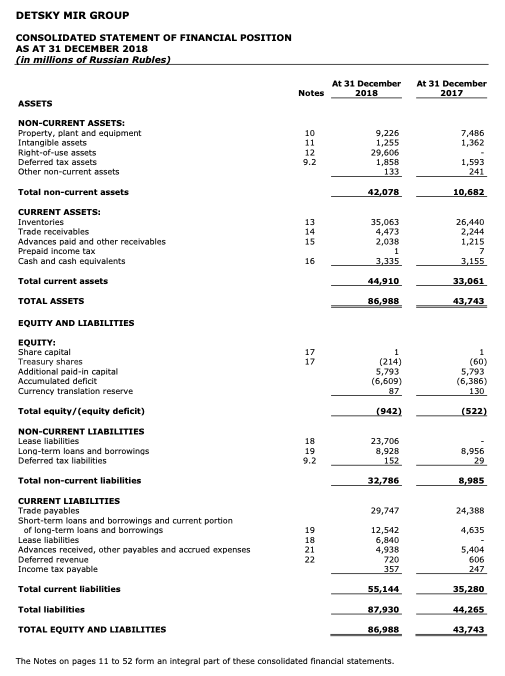 DETSKY MIR GROUP
CONSOLIDATED STATEMENT OF FINANCIAL POSITION
AS AT 31 DECEMBER 2018
(in millions of Russian Rubles)
Notes At 31 December 2018 At 31 December 2017
ASSETS
NON-CURRENT ASSETS:
Property, plant and equipment 10 9,226 7,486
Intangible assets 11 1,255 1,362
Right-of-use assets 12 29,606 -
Deferred tax assets 9.2 1,858 1,593
Other non-current assets 133 241
Total non-current assets 42,078 10,682
CURRENT ASSETS:
Inventories 13 35,063 26,440
Trade receivables 14 4,473 2,244
Advances paid and other receivables 15 2,038 1,215
Prepaid income tax 1 7
Cash and cash equivalents 16 3,335 3,155
Total current assets 44,910 33,061
TOTAL ASSETS 86,988 43,743
EQUITY AND LIABILITIES
EQUITY:
Share capital 17 1 1
Treasury shares 17 (214) (60)
Additional paid-in capital 5,793 5,793
Accumulated deficit (6,609) (6,386)
Currency translation reserve 87 130
Total equity/(equity deficit) (942) (522)
NON-CURRENT LIABILITIES
Lease liabilities 18 23,706 -
Long-term loans and borrowings 19 8,928 8,956
Deferred tax liabilities 9.2 152 29
Total non-current liabilities 32,786 8,985
CURRENT LIABILITIES
Trade payables 29,747 24,388
Short-term loans and borrowings and current portion
of long-term loans and borrowings 19 12,542 4,635
Lease liabilities 18 6,840 -
Advances received, other payables and accrued expenses 21 4,938 5,404
Deferred revenue 22 720 606
Income tax payable 357 247
Total current liabilities 55,144 35,280
Total liabilities 87,930 44,265
TOTAL EQUITY AND LIABILITIES 86,988 43,743
The Notes on pages 11 to 52 form an integral part of these consolidated financial statements.